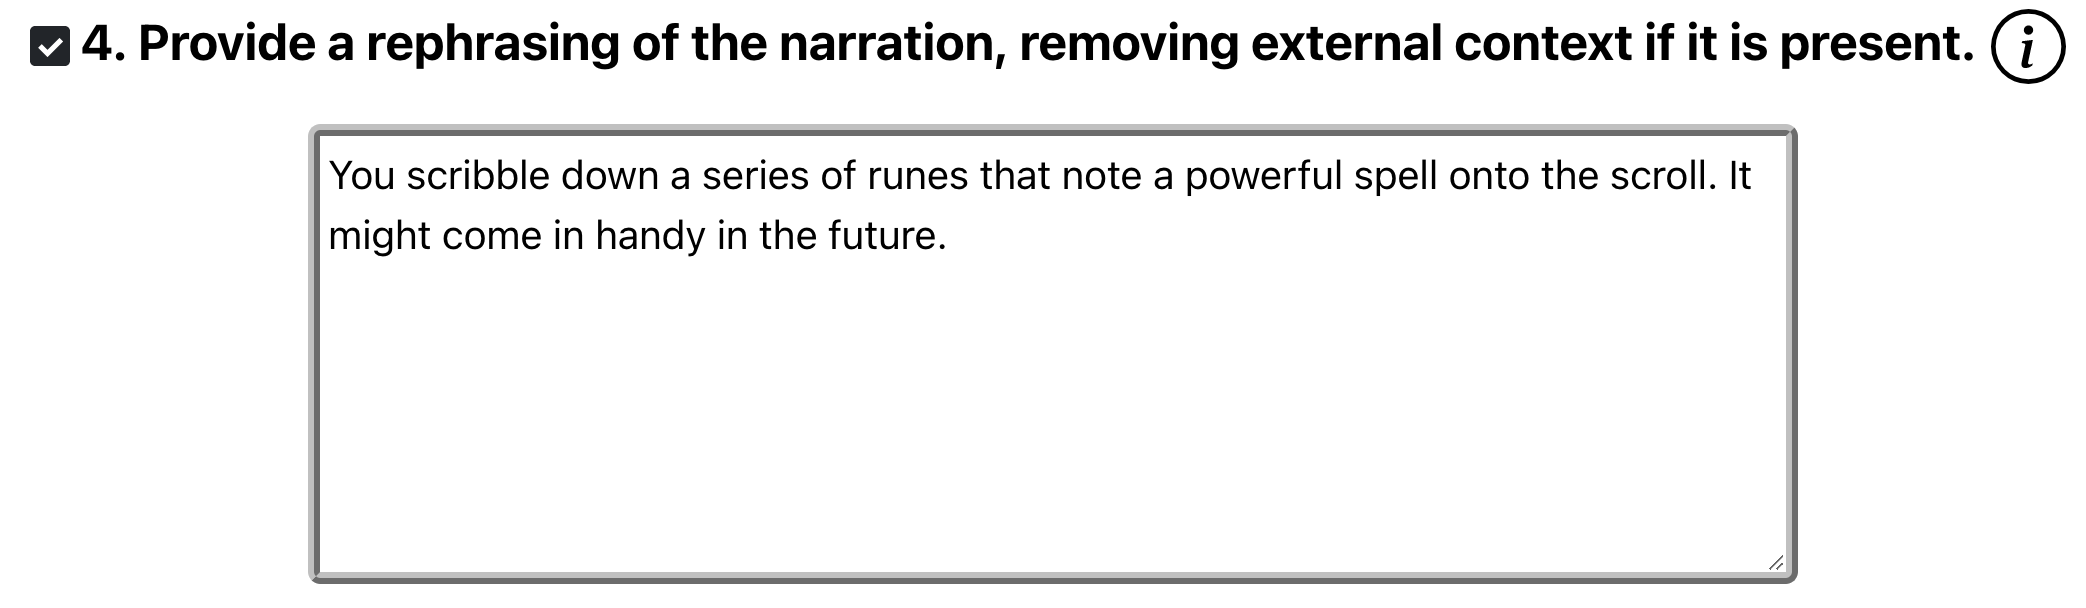 4. Provide a rephrasing of the narration, removing external context if it is present. i
You scribble down a series of runes that note a powerful spell onto the scroll. It
might come in handy in the future.